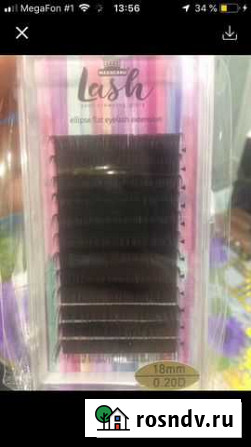 MegaFon #1
13:56
34 %
Lash
ellipse flat eyelash extension
18mm
0.20D
rosndv.ru